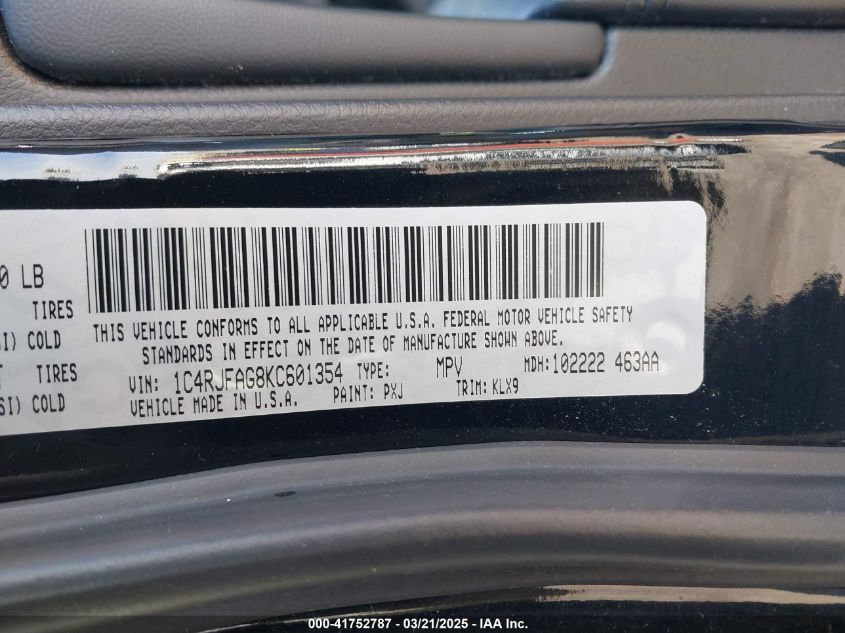 0 LB
TIRES
SI) COLD
TIRES
SI) COLD
THIS VEHICLE CONFORMS TO ALL APPLICABLE U.S.A. FEDERAL MOTOR VEHICLE SAFETY
STANDARDS IN EFFECT ON THE DATE OF MANUFACTURE SHOWN ABOVE.
VIN: 1C4RJFAG8KC601354 TYPE: MPV MDH:102222 463AA
VEHICLE MADE IN U.S.A. PAINT: PXJ TRIM: KLX9
000-41752787 - 03/21/2025 - IAA Inc.